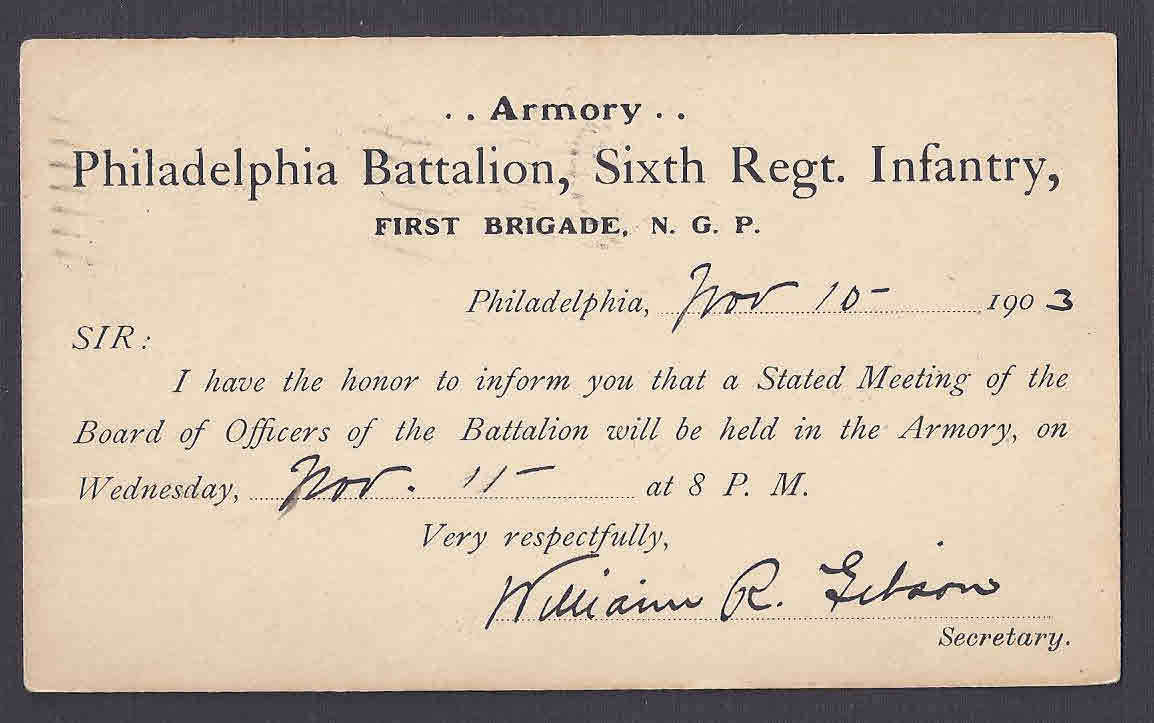 . . Armory . .
Philadelphia Battalion, Sixth Regt. Infantry,
FIRST BRIGADE, N. G. P.
Philadelphia, Nov 10 1903
SIR:
I have the honor to inform you that a Stated Meeting of the
Board of Officers of the Battalion will be held in the Armory, on
Wednesday, Nov. 11 at 8 P. M.
Very respectfully,
William R. Gibson
Secretary.